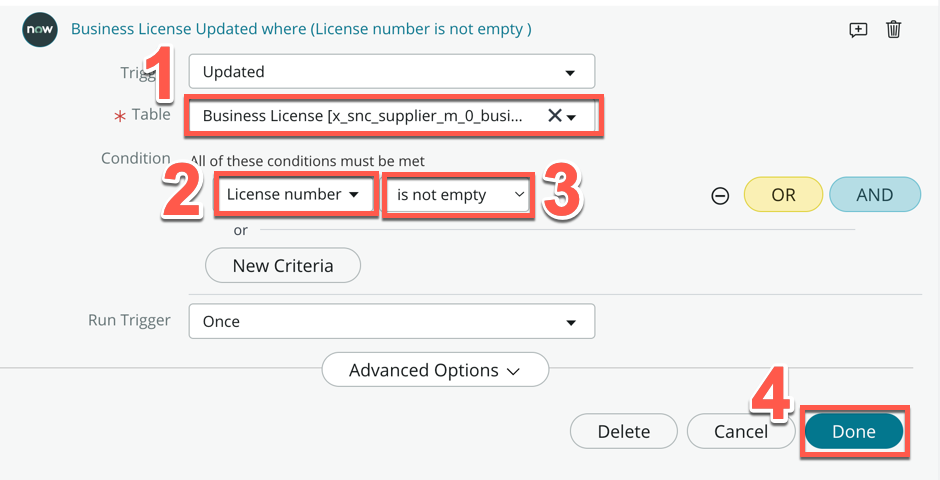 now
Business License Updated where (License number is not empty )
1
Trigg
Updated
* Table
Business License [x_snc_supplier_m_0_busi...
Condition
All of these conditions must be met
2
License number
is not empty
3
OR
AND
or
New Criteria
Run Trigger
Once
Advanced Options
4
Delete
Cancel
Done